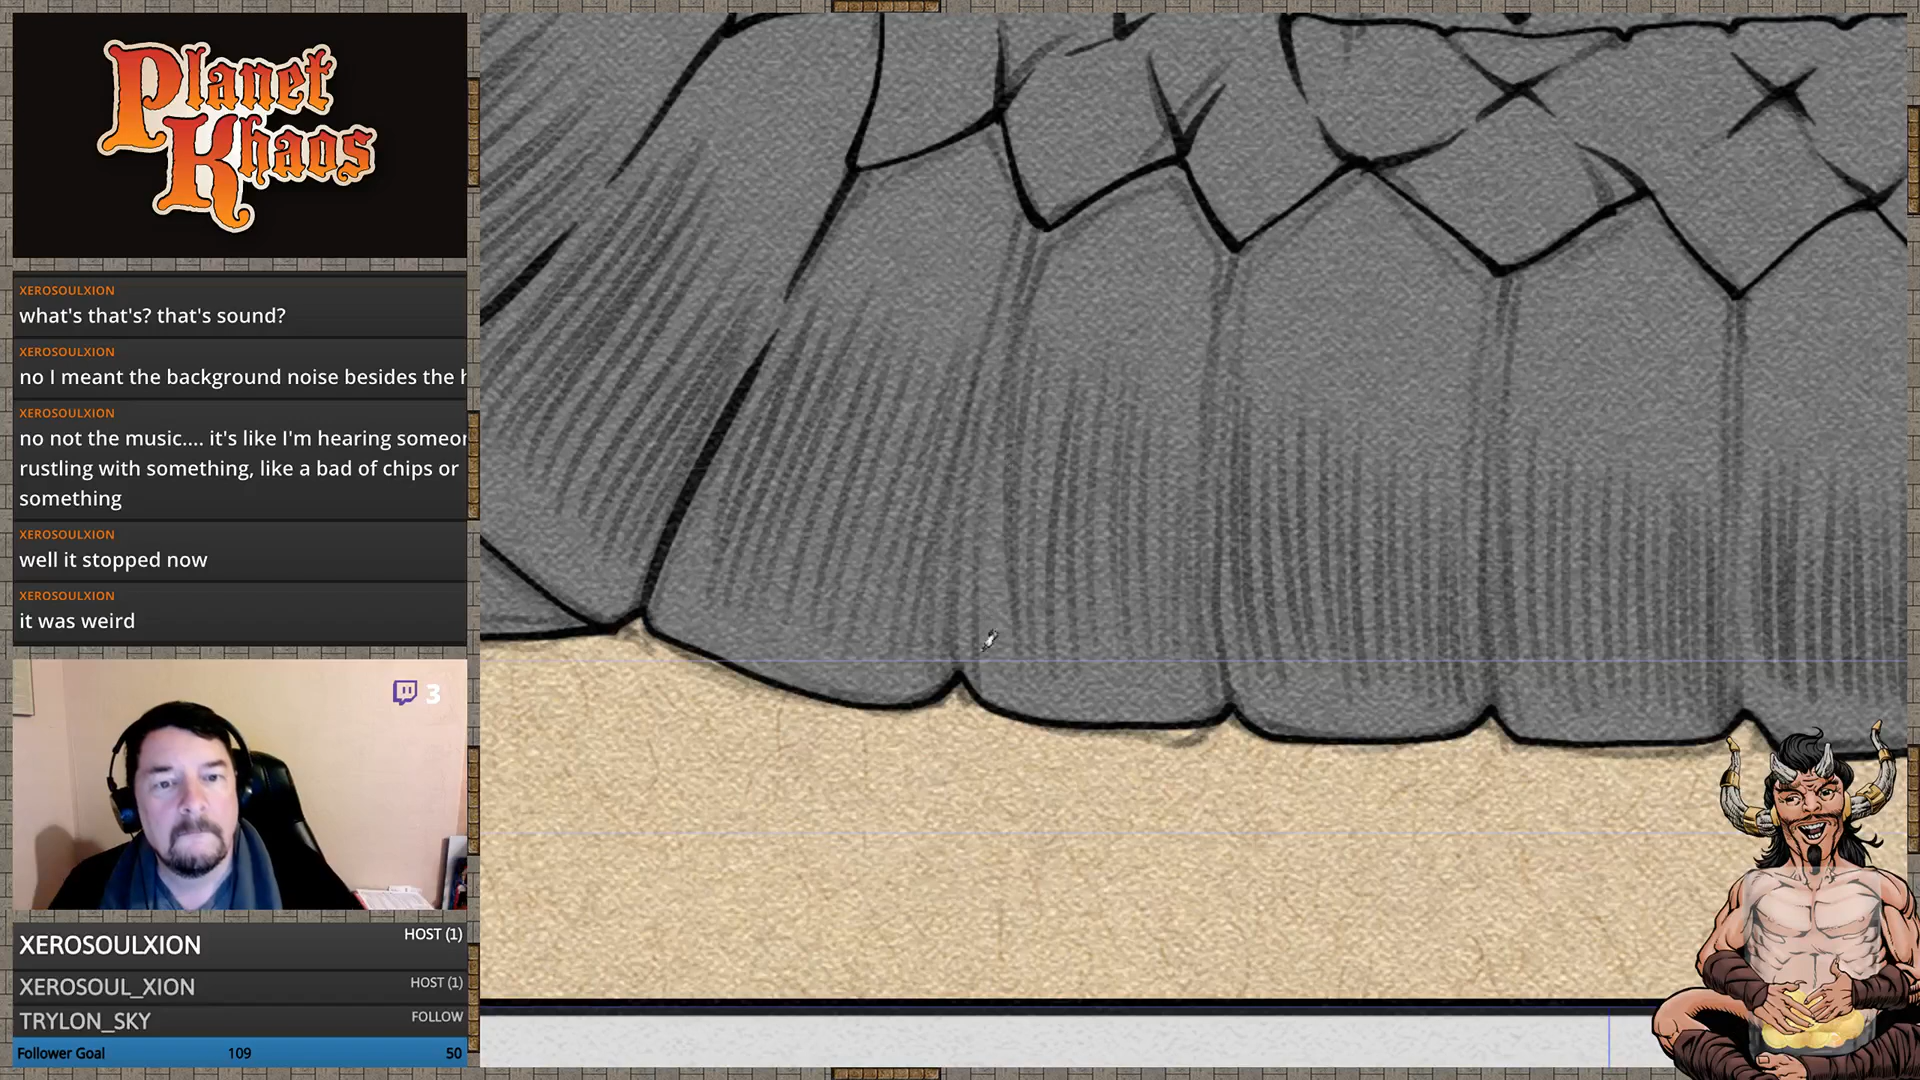 Planet
Khaos
XEROSOULXION
what's that's? that's sound?
XEROSOULXION
no I meant the background noise besides the
XEROSOULXION
no not the music.... it's like I'm hearing
rustling with something, like a bad of chips or
something
XEROSOULXION
well it stopped now
XEROSOULXION
it was weird
3
XEROSOULXION HOST (1)
XEROSOUL_XION HOST (1)
TRYLON_SKY FOLLOW
Follower Goal 109 50